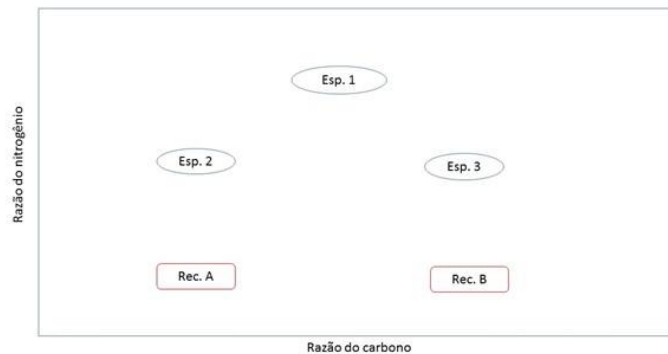 Esp. 1
Razão do nitrogênio
Esp. 2
Esp. 3
Rec. A
Rec. B
Razão do carbono